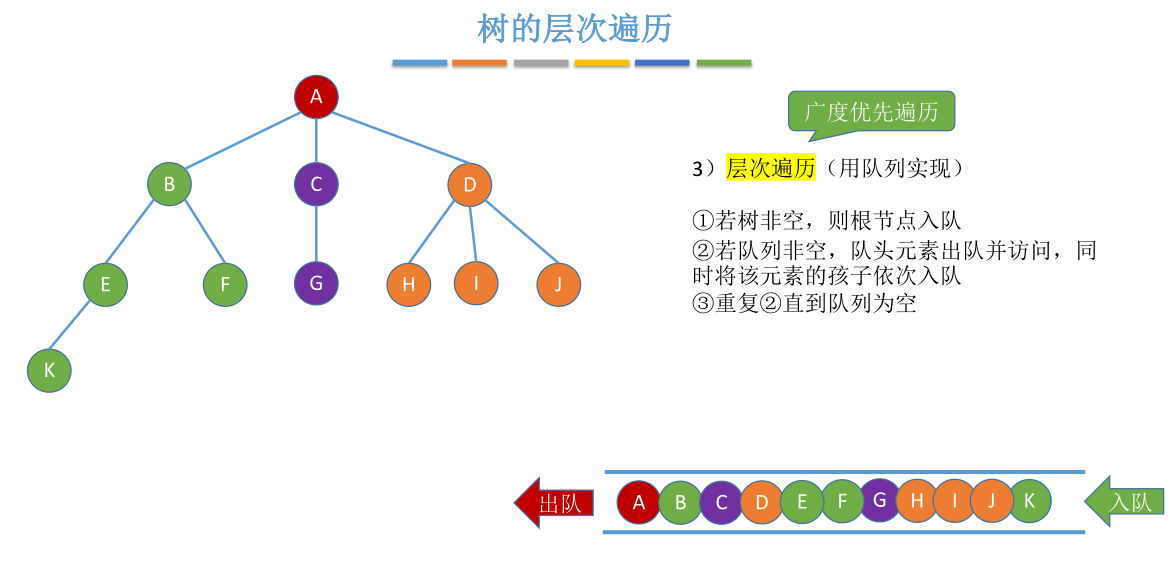 树的层次遍历
A
广度优先遍历
3）层次遍历（用队列实现）
B C D
①若树非空，则根节点入队
②若队列非空，队头元素出队并访问，同
时将该元素的孩子依次入队
③重复②直到队列为空
E F G H I J
K
出队 A B C D E F G H I J K 入队